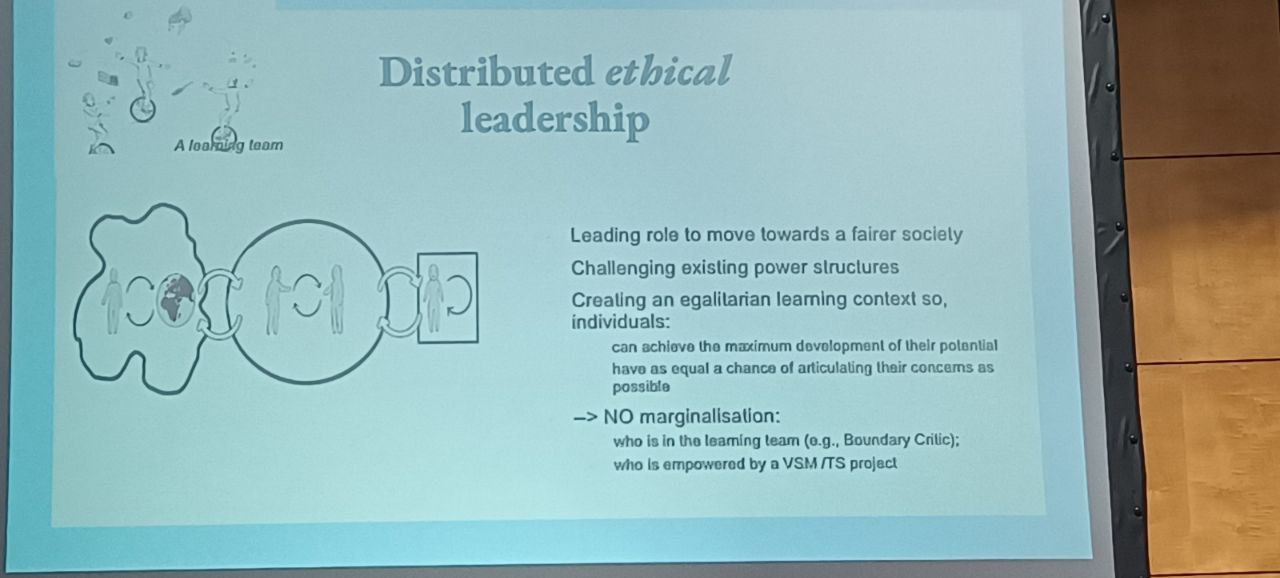 Distributed ethical
leadership
A learning team
Leading role to move towards a fairer society
Challenging existing power structures
Creating an egalitarian learning context so,
individuals:
can achieve the maximum development of their potential
have as equal a chance of articulating their concerns as
possible
–> NO marginalisation:
who is in the learning team (e.g., Boundary Critic);
who is empowered by a VSM /TS project